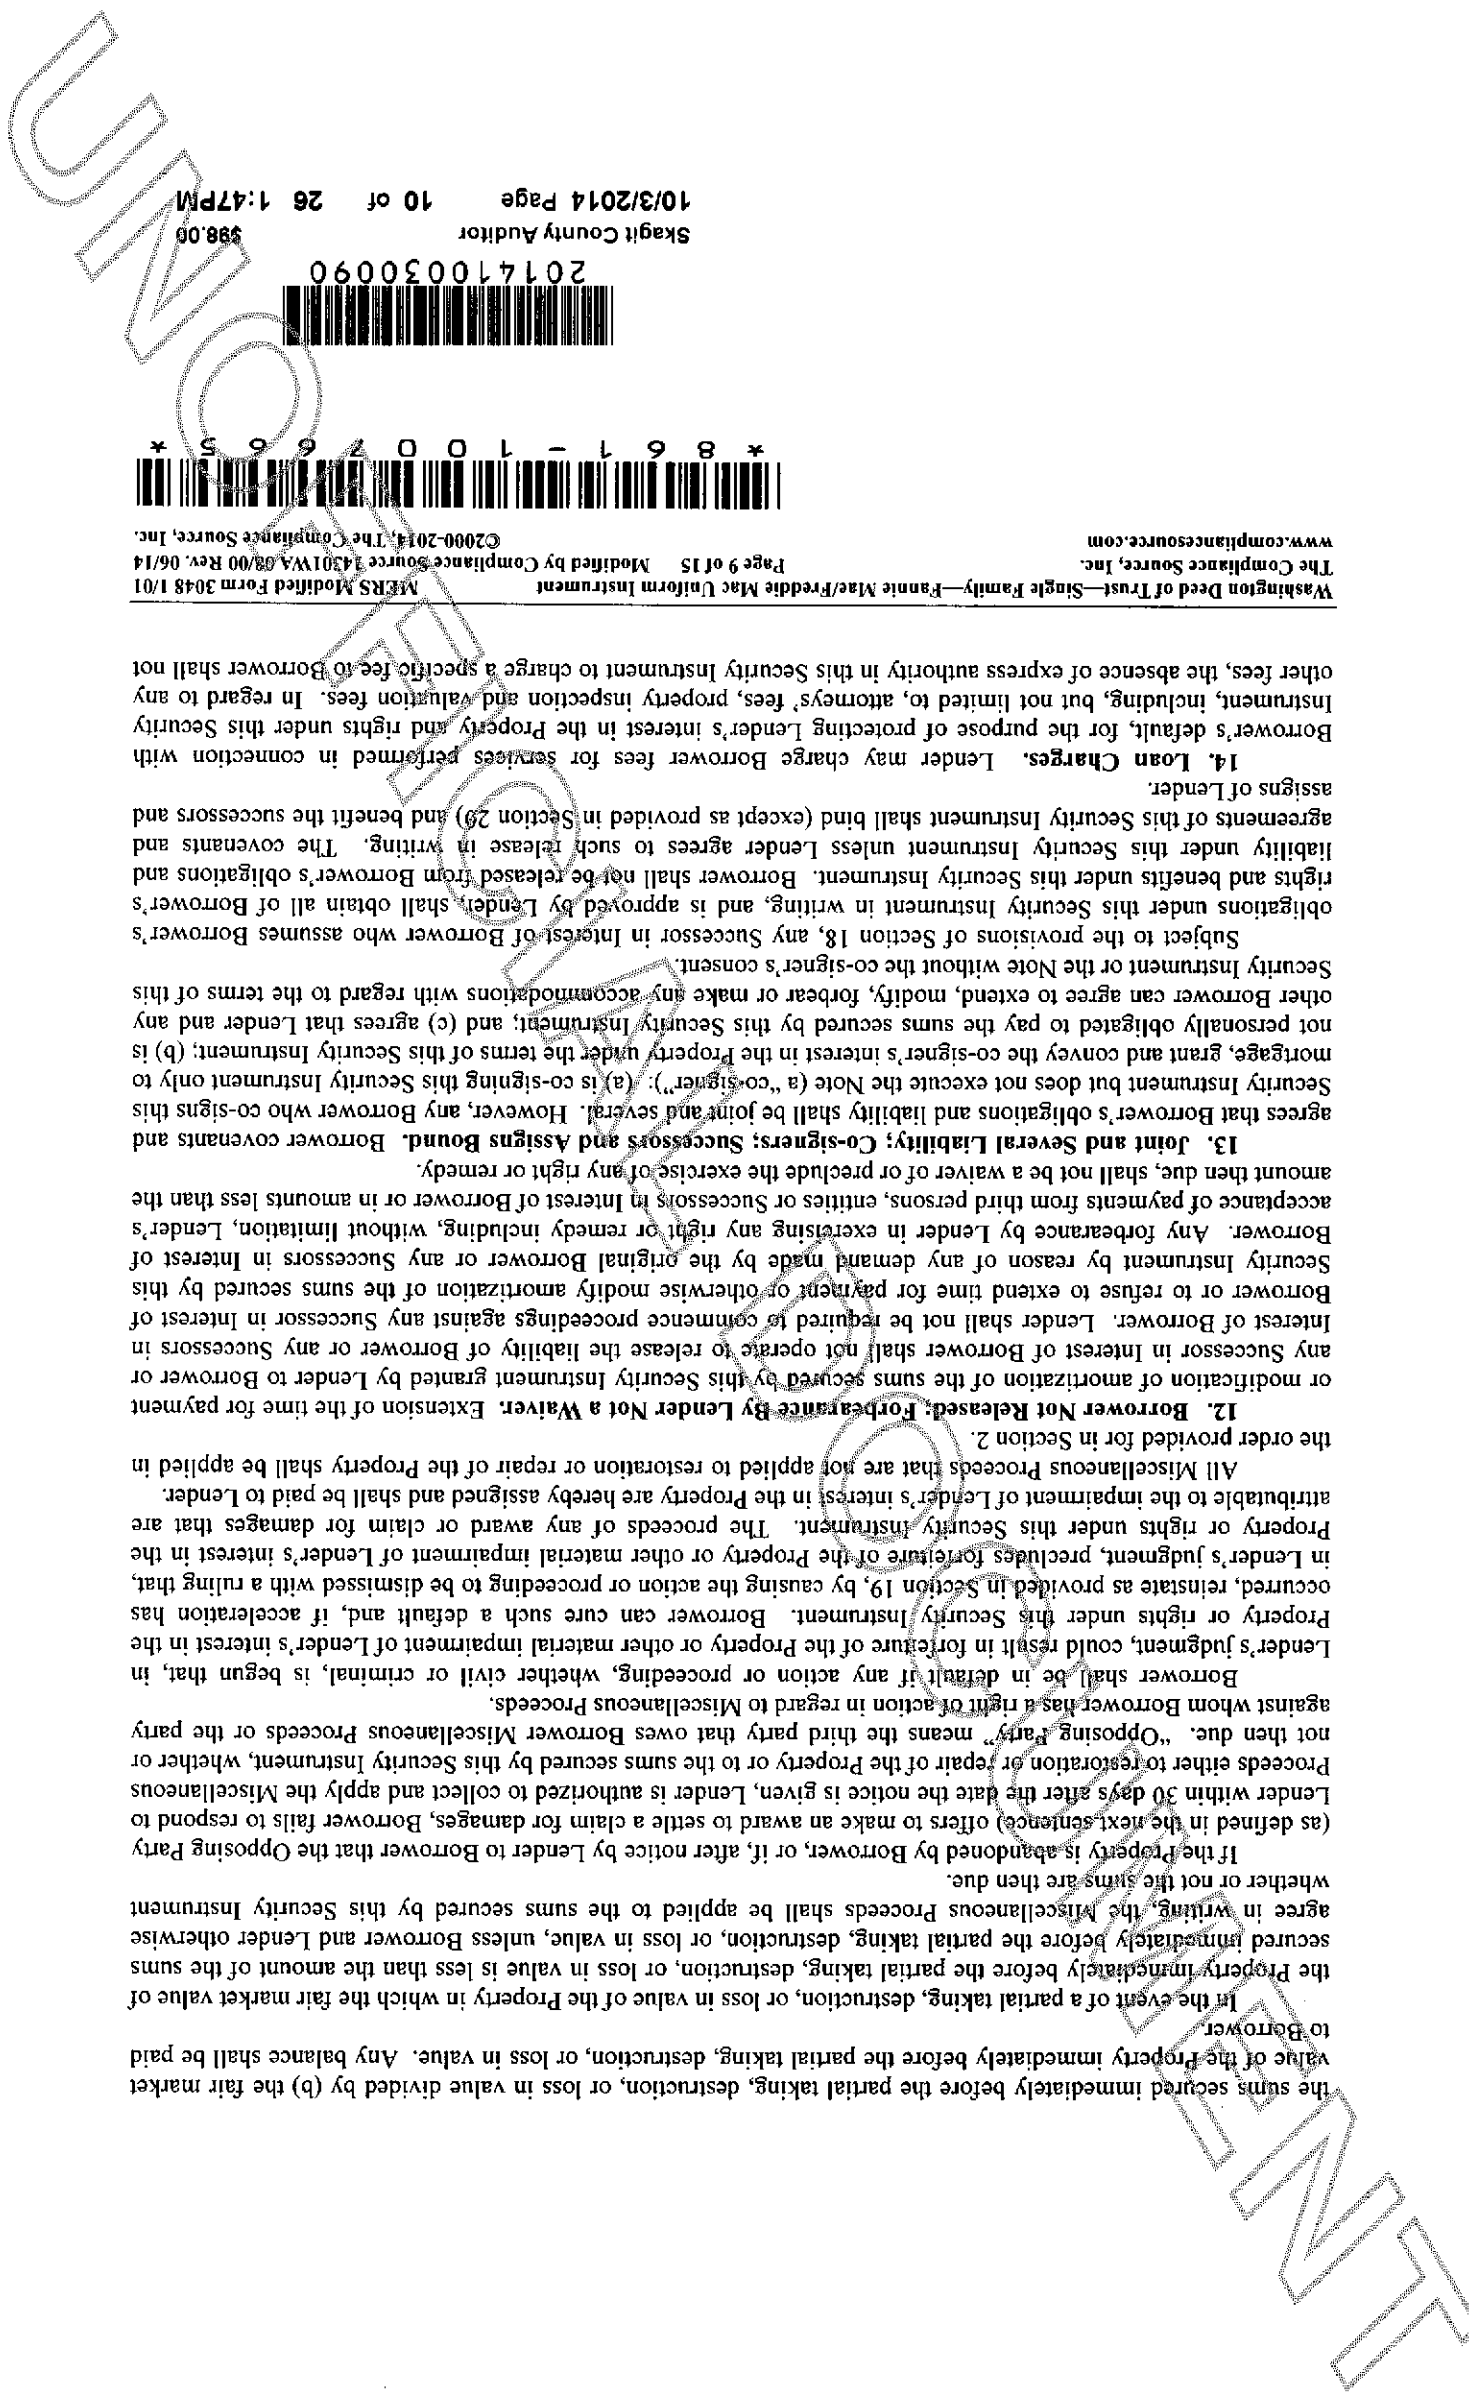 the sums secured immediately before the partial taking, destruction, or loss in value divided by (b) the fair market
value of the Property immediately before the partial taking, destruction, or loss in value. Any balance shall be paid
to Borrower.
In the event of a partial taking, destruction, or loss in value of the Property in which the fair market value of
the Property immediately before the partial taking, destruction, or loss in value is less than the amount of the sums
secured immediately before the partial taking, destruction, or loss in value, unless Borrower and Lender otherwise
agree in writing, the Miscellaneous Proceeds shall be applied to the sums secured by this Security Instrument
whether or not the sums are then due.
If the Property is abandoned by Borrower, or if, after notice by Lender to Borrower that the Opposing Party
(as defined in the next sentence) offers to make an award to settle a claim for damages, Borrower fails to respond to
Lender within 30 days after the date the notice is given, Lender is authorized to collect and apply the Miscellaneous
Proceeds either to restoration or repair of the Property or to the sums secured by this Security Instrument, whether or
not then due. “Opposing Party” means the third party that owes Borrower Miscellaneous Proceeds or the party
against whom Borrower has a right of action in regard to Miscellaneous Proceeds.
Borrower shall be in default if any action or proceeding, whether civil or criminal, is begun that, in
Lender’s judgment, could result in forfeiture of the Property or other material impairment of Lender’s interest in the
Property or rights under this Security Instrument. Borrower can cure such a default and, if acceleration has
occurred, reinstate as provided in Section 19, by causing the action or proceeding to be dismissed with a ruling that,
in Lender’s judgment, precludes forfeiture of the Property or other material impairment of Lender’s interest in the
Property or rights under this Security Instrument. The proceeds of any award or claim for damages that are
attributable to the impairment of Lender’s interest in the Property are hereby assigned and shall be paid to Lender.
All Miscellaneous Proceeds that are not applied to restoration or repair of the Property shall be applied in
the order provided for in Section 2.
12. Borrower Not Released; Forbearance By Lender Not a Waiver. Extension of the time for payment
or modification of amortization of the sums secured by this Security Instrument granted by Lender to Borrower or
any Successor in Interest of Borrower shall not operate to release the liability of Borrower or any Successors in
Interest of Borrower. Lender shall not be required to commence proceedings against any Successor in Interest of
Borrower or to refuse to extend time for payment or otherwise modify amortization of the sums secured by this
Security Instrument by reason of any demand made by the original Borrower or any Successors in Interest of
Borrower. Any forbearance by Lender in exercising any right or remedy including, without limitation, Lender’s
acceptance of payments from third persons, entities or Successors in Interest of Borrower or in amounts less than the
amount then due, shall not be a waiver of or preclude the exercise of any right or remedy.
13. Joint and Several Liability; Co-signers; Successors and Assigns Bound. Borrower covenants and
agrees that Borrower’s obligations and liability shall be joint and several. However, any Borrower who co-signs this
Security Instrument but does not execute the Note (a “co-signer”): (a) is co-signing this Security Instrument only to
mortgage, grant and convey the co-signer’s interest in the Property under the terms of this Security Instrument; (b) is
not personally obligated to pay the sums secured by this Security Instrument; and (c) agrees that Lender and any
other Borrower can agree to extend, modify, forbear or make any accommodations with regard to the terms of this
Security Instrument or the Note without the co-signer’s consent.
Subject to the provisions of Section 18, any Successor in Interest of Borrower who assumes Borrower’s
obligations under this Security Instrument in writing, and is approved by Lender, shall obtain all of Borrower’s
rights and benefits under this Security Instrument. Borrower shall not be released from Borrower’s obligations and
liability under this Security Instrument unless Lender agrees to such release in writing. The covenants and
agreements of this Security Instrument shall bind (except as provided in Section 20) and benefit the successors and
assigns of Lender.
14. Loan Charges. Lender may charge Borrower fees for services performed in connection with
Borrower’s default, for the purpose of protecting Lender’s interest in the Property and rights under this Security
Instrument, including, but not limited to, attorneys’ fees, property inspection and valuation fees. In regard to any
other fees, the absence of express authority in this Security Instrument to charge a specific fee to Borrower shall not
Washington Deed of Trust—Single Family—Fannie Mae/Freddie Mac Uniform Instrument MERS Modified Form 3048 1/01
The Compliance Source, Inc. Page 9 of 15 Modified by Compliance Source 14301WA 08/00 Rev. 06/14
www.compliancesource.com ©2000-2014, The Compliance Source, Inc.
*861-1007665*
201410030090
Skagit County Auditor $98.00
10/3/2014 Page 10 of 26 1:47PM
UNOFFICIAL DOCUMENT